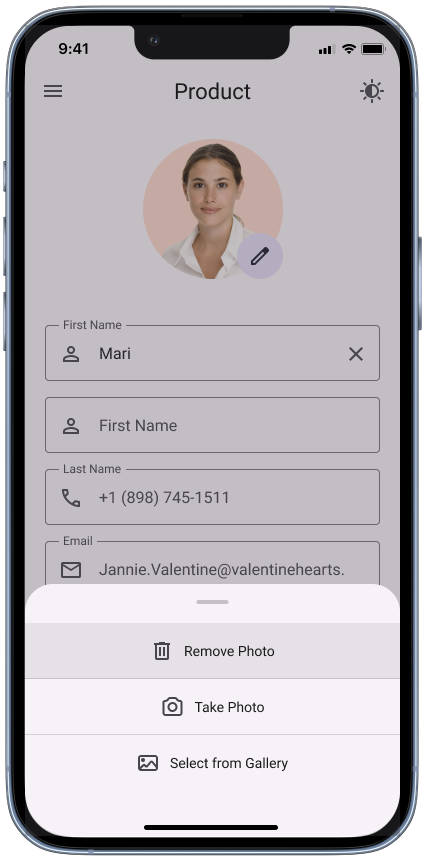 9:41
Product
First Name
Mari
First Name
Last Name
+1 (898) 745-1511
Email
Jannie.Valentine@valentinehearts.
Remove Photo
Take Photo
Select from Gallery